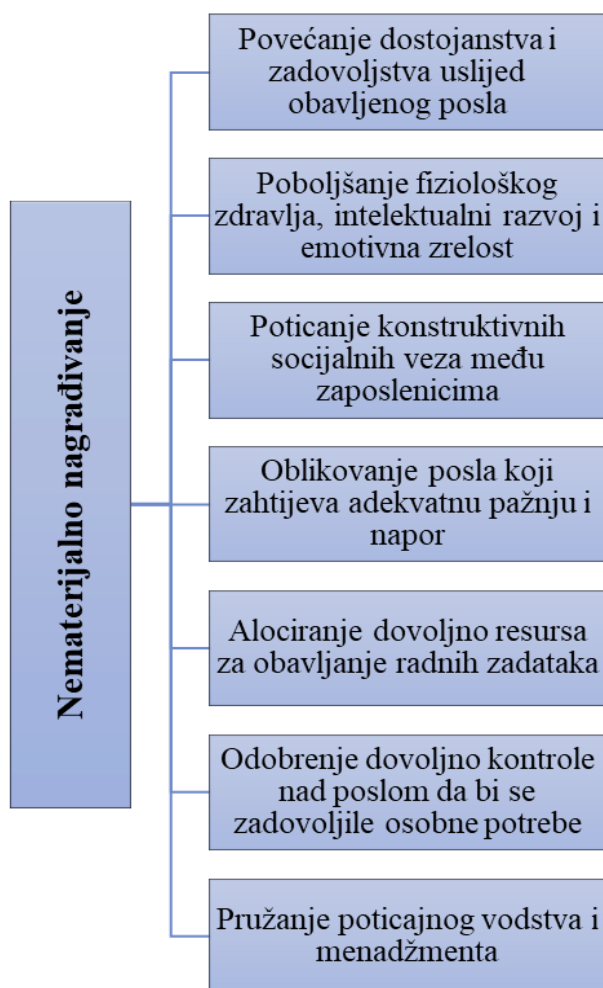 Nematerijalno nagrađivanje
Povećanje dostojanstva i
zadovoljstva uslijed
obavljenog posla
Poboljšanje fiziološkog
zdravlja, intelektualni razvoj i
emotivna zrelost
Poticanje konstruktivnih
socijalnih veza među
zaposlenicima
Oblikovanje posla koji
zahtijeva adekvatnu pažnju i
napor
Alociranje dovoljno resursa
za obavljanje radnih zadataka
Odobrenje dovoljno kontrole
nad poslom da bi se
zadovoljile osobne potrebe
Pružanje poticajnog vodstva i
menadžmenta